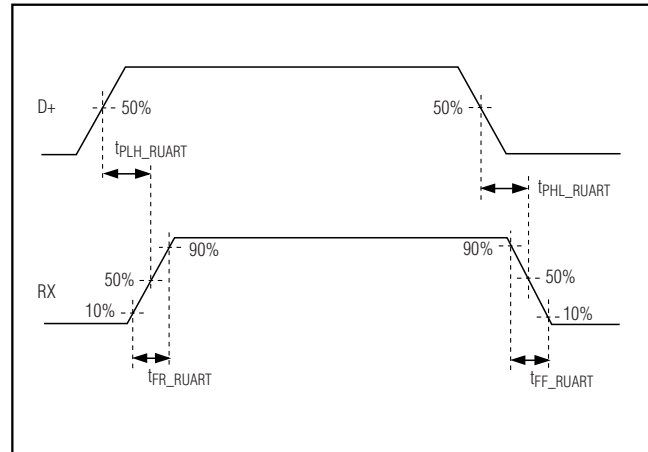 D+
50%
50%
tPLH_RUART
tPHL_RUART
90%
90%
RX
50%
50%
10%
10%
tFR_RUART
tFF_RUART